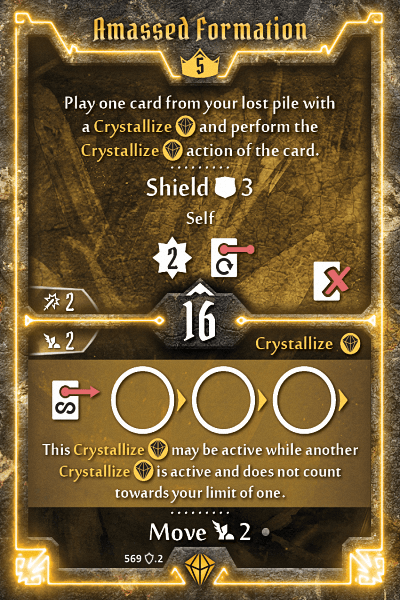 Amassed Formation
5
Play one card from your lost pile with
a Crystallize and perform the
Crystallize action of the card.
Shield 3
Self
2
2
16
2
Crystallize
This Crystallize may be active while another
Crystallize is active and does not count
towards your limit of one.
Move 2
569 .2